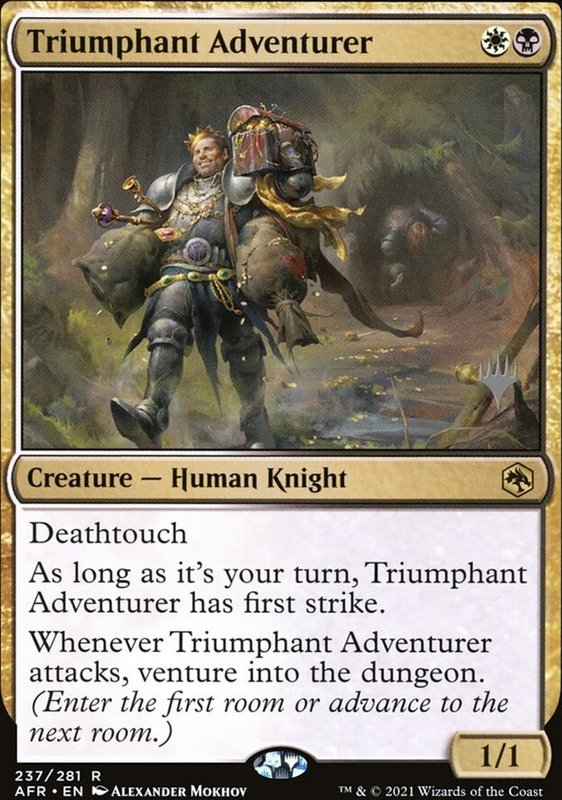 Triumphant Adventurer
Creature — Human Knight
Deathtouch
As long as it's your turn, Triumphant
Adventurer has first strike.
Whenever Triumphant Adventurer
attacks, venture into the dungeon.
(Enter the first room or advance to the
next room.)
1/1
237/281 R
AFR • EN ALEXANDER MOKHOV
™ & © 2021 Wizards of the Coast